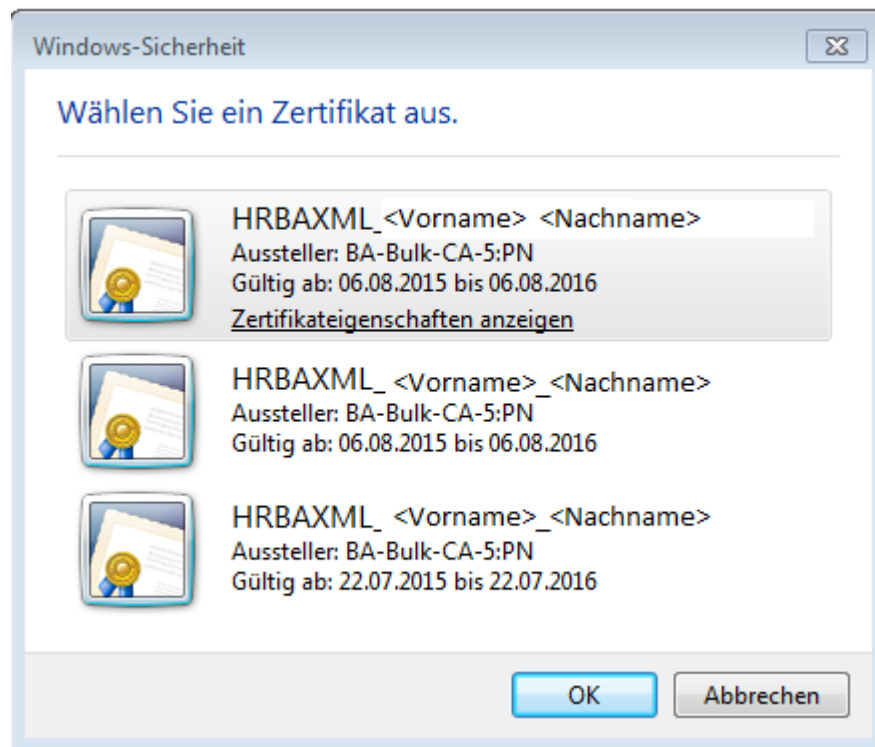 Windows-Sicherheit
Wählen Sie ein Zertifikat aus.
HRBAXML_<Vorname> <Nachname>
Aussteller: BA-Bulk-CA-5:PN
Gültig ab: 06.08.2015 bis 06.08.2016
Zertifikateigenschaften anzeigen
HRBAXML_ <Vorname>_<Nachname>
Aussteller: BA-Bulk-CA-5:PN
Gültig ab: 06.08.2015 bis 06.08.2016
HRBAXML_ <Vorname>_<Nachname>
Aussteller: BA-Bulk-CA-5:PN
Gültig ab: 22.07.2015 bis 22.07.2016
OK
Abbrechen